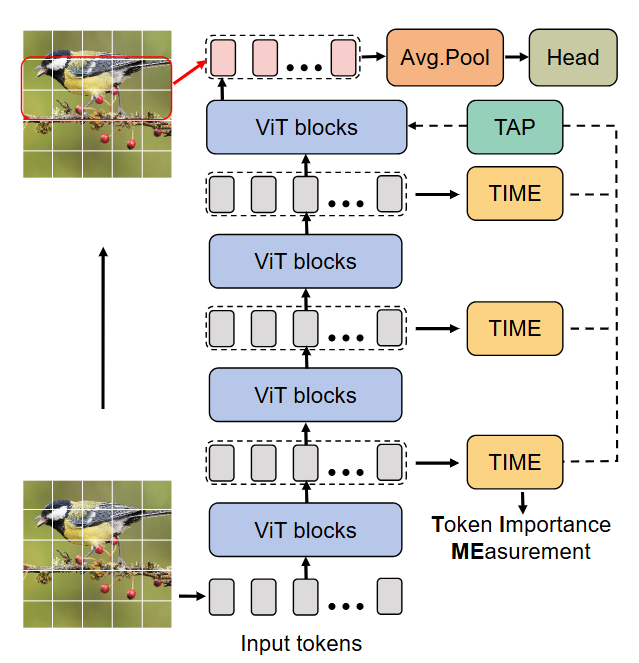 Avg.Pool
Head
ViT blocks
TAP
TIME
ViT blocks
TIME
ViT blocks
TIME
Token Importance
MEasurement
ViT blocks
Input tokens